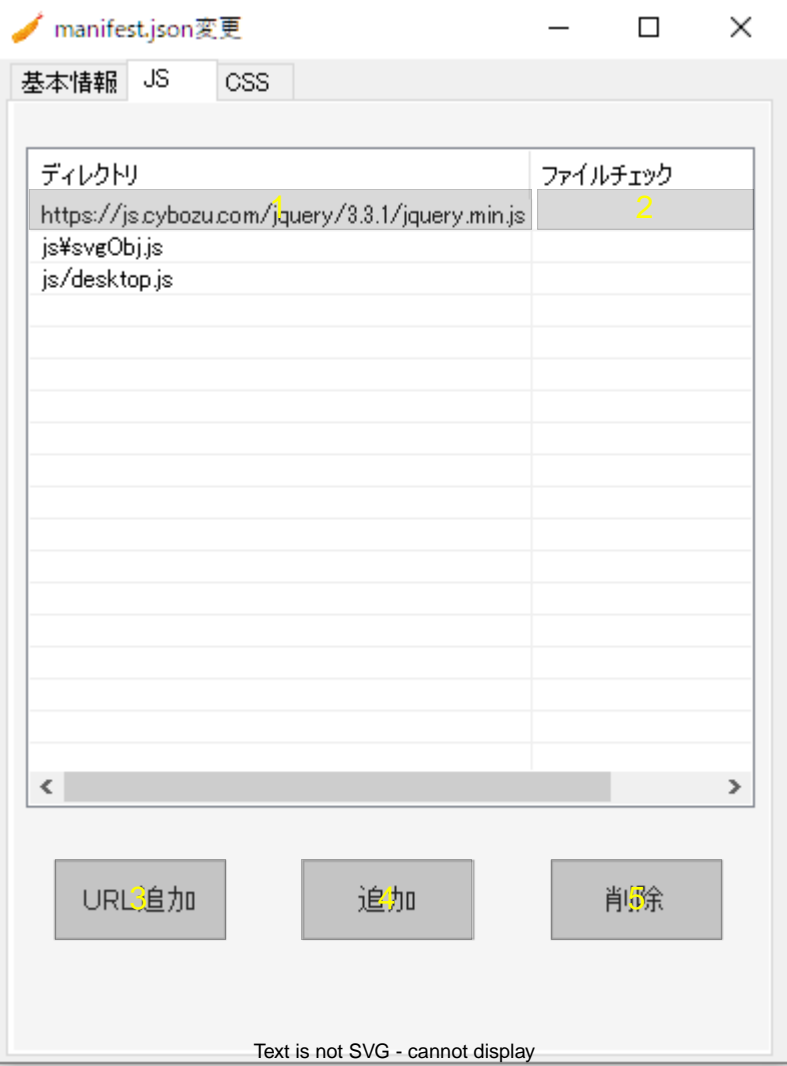 manifest.json変更
基本情報 JS CSS
ディレクトリ ファイルチェック
https://js.cybozu.com/jquery/3.3.1/jquery.min.js
1 2
js¥svgObj.js
js/desktop.js
URL追加 追加 削除
3 4 5
Text is not SVG - cannot display